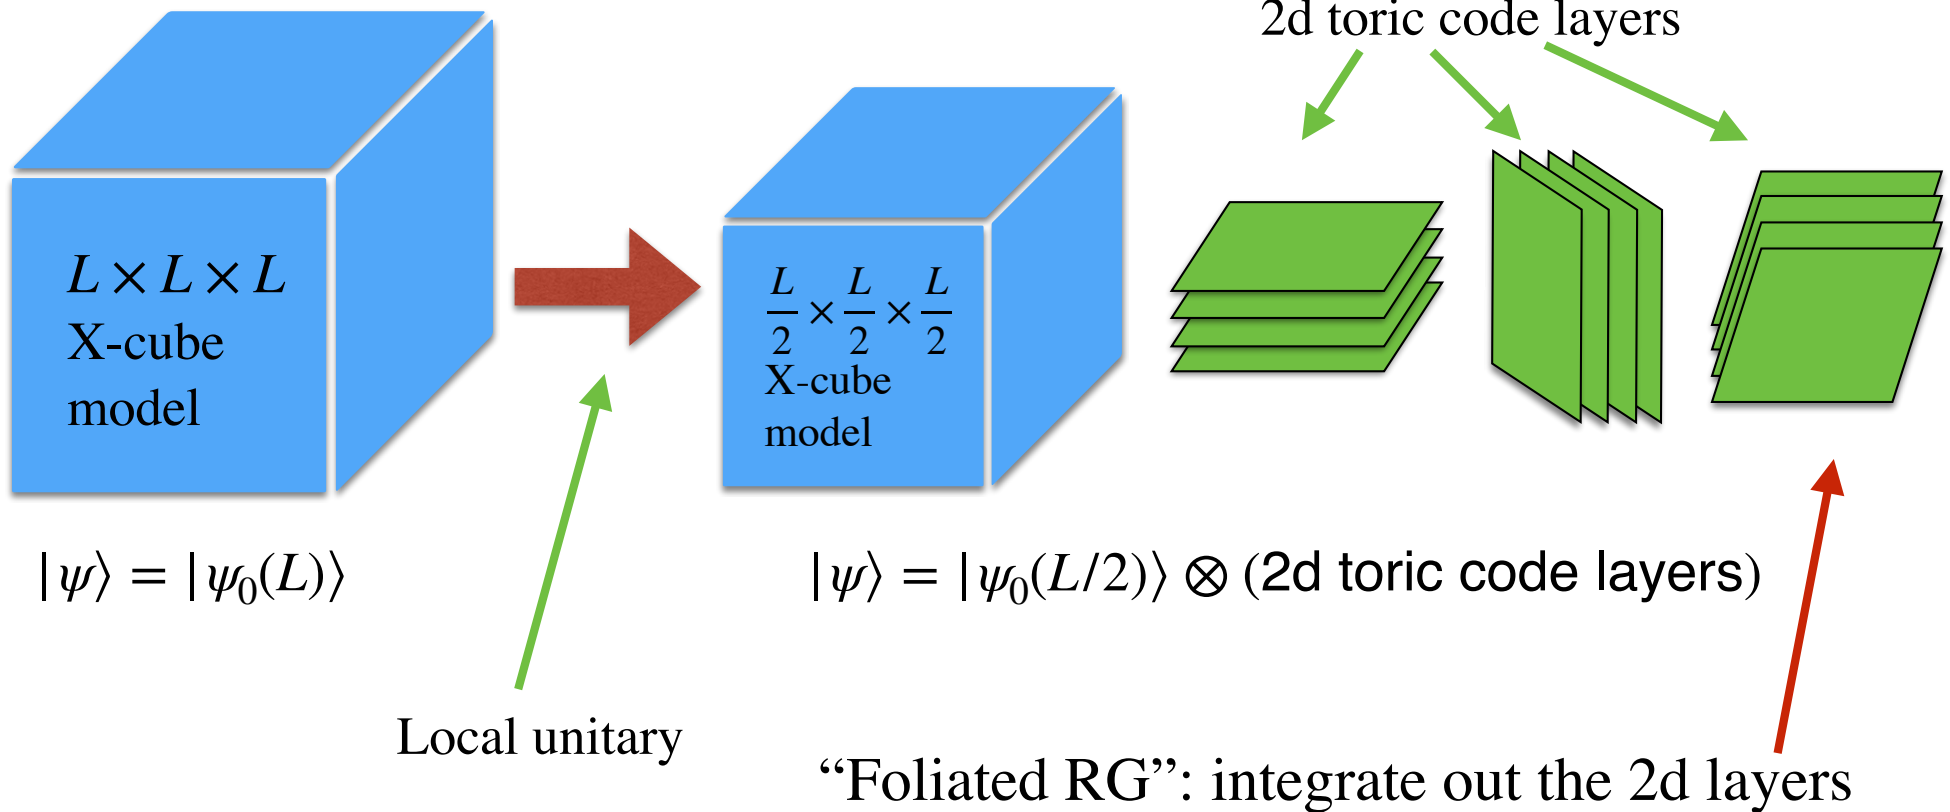 2d toric code layers
L × L × L
X-cube
model
L/2 × L/2 × L/2
X-cube
model
|ψ⟩ = |ψ₀(L)⟩
|ψ⟩ = |ψ₀(L/2)⟩ ⊗ (2d toric code layers)
Local unitary
“Foliated RG”: integrate out the 2d layers